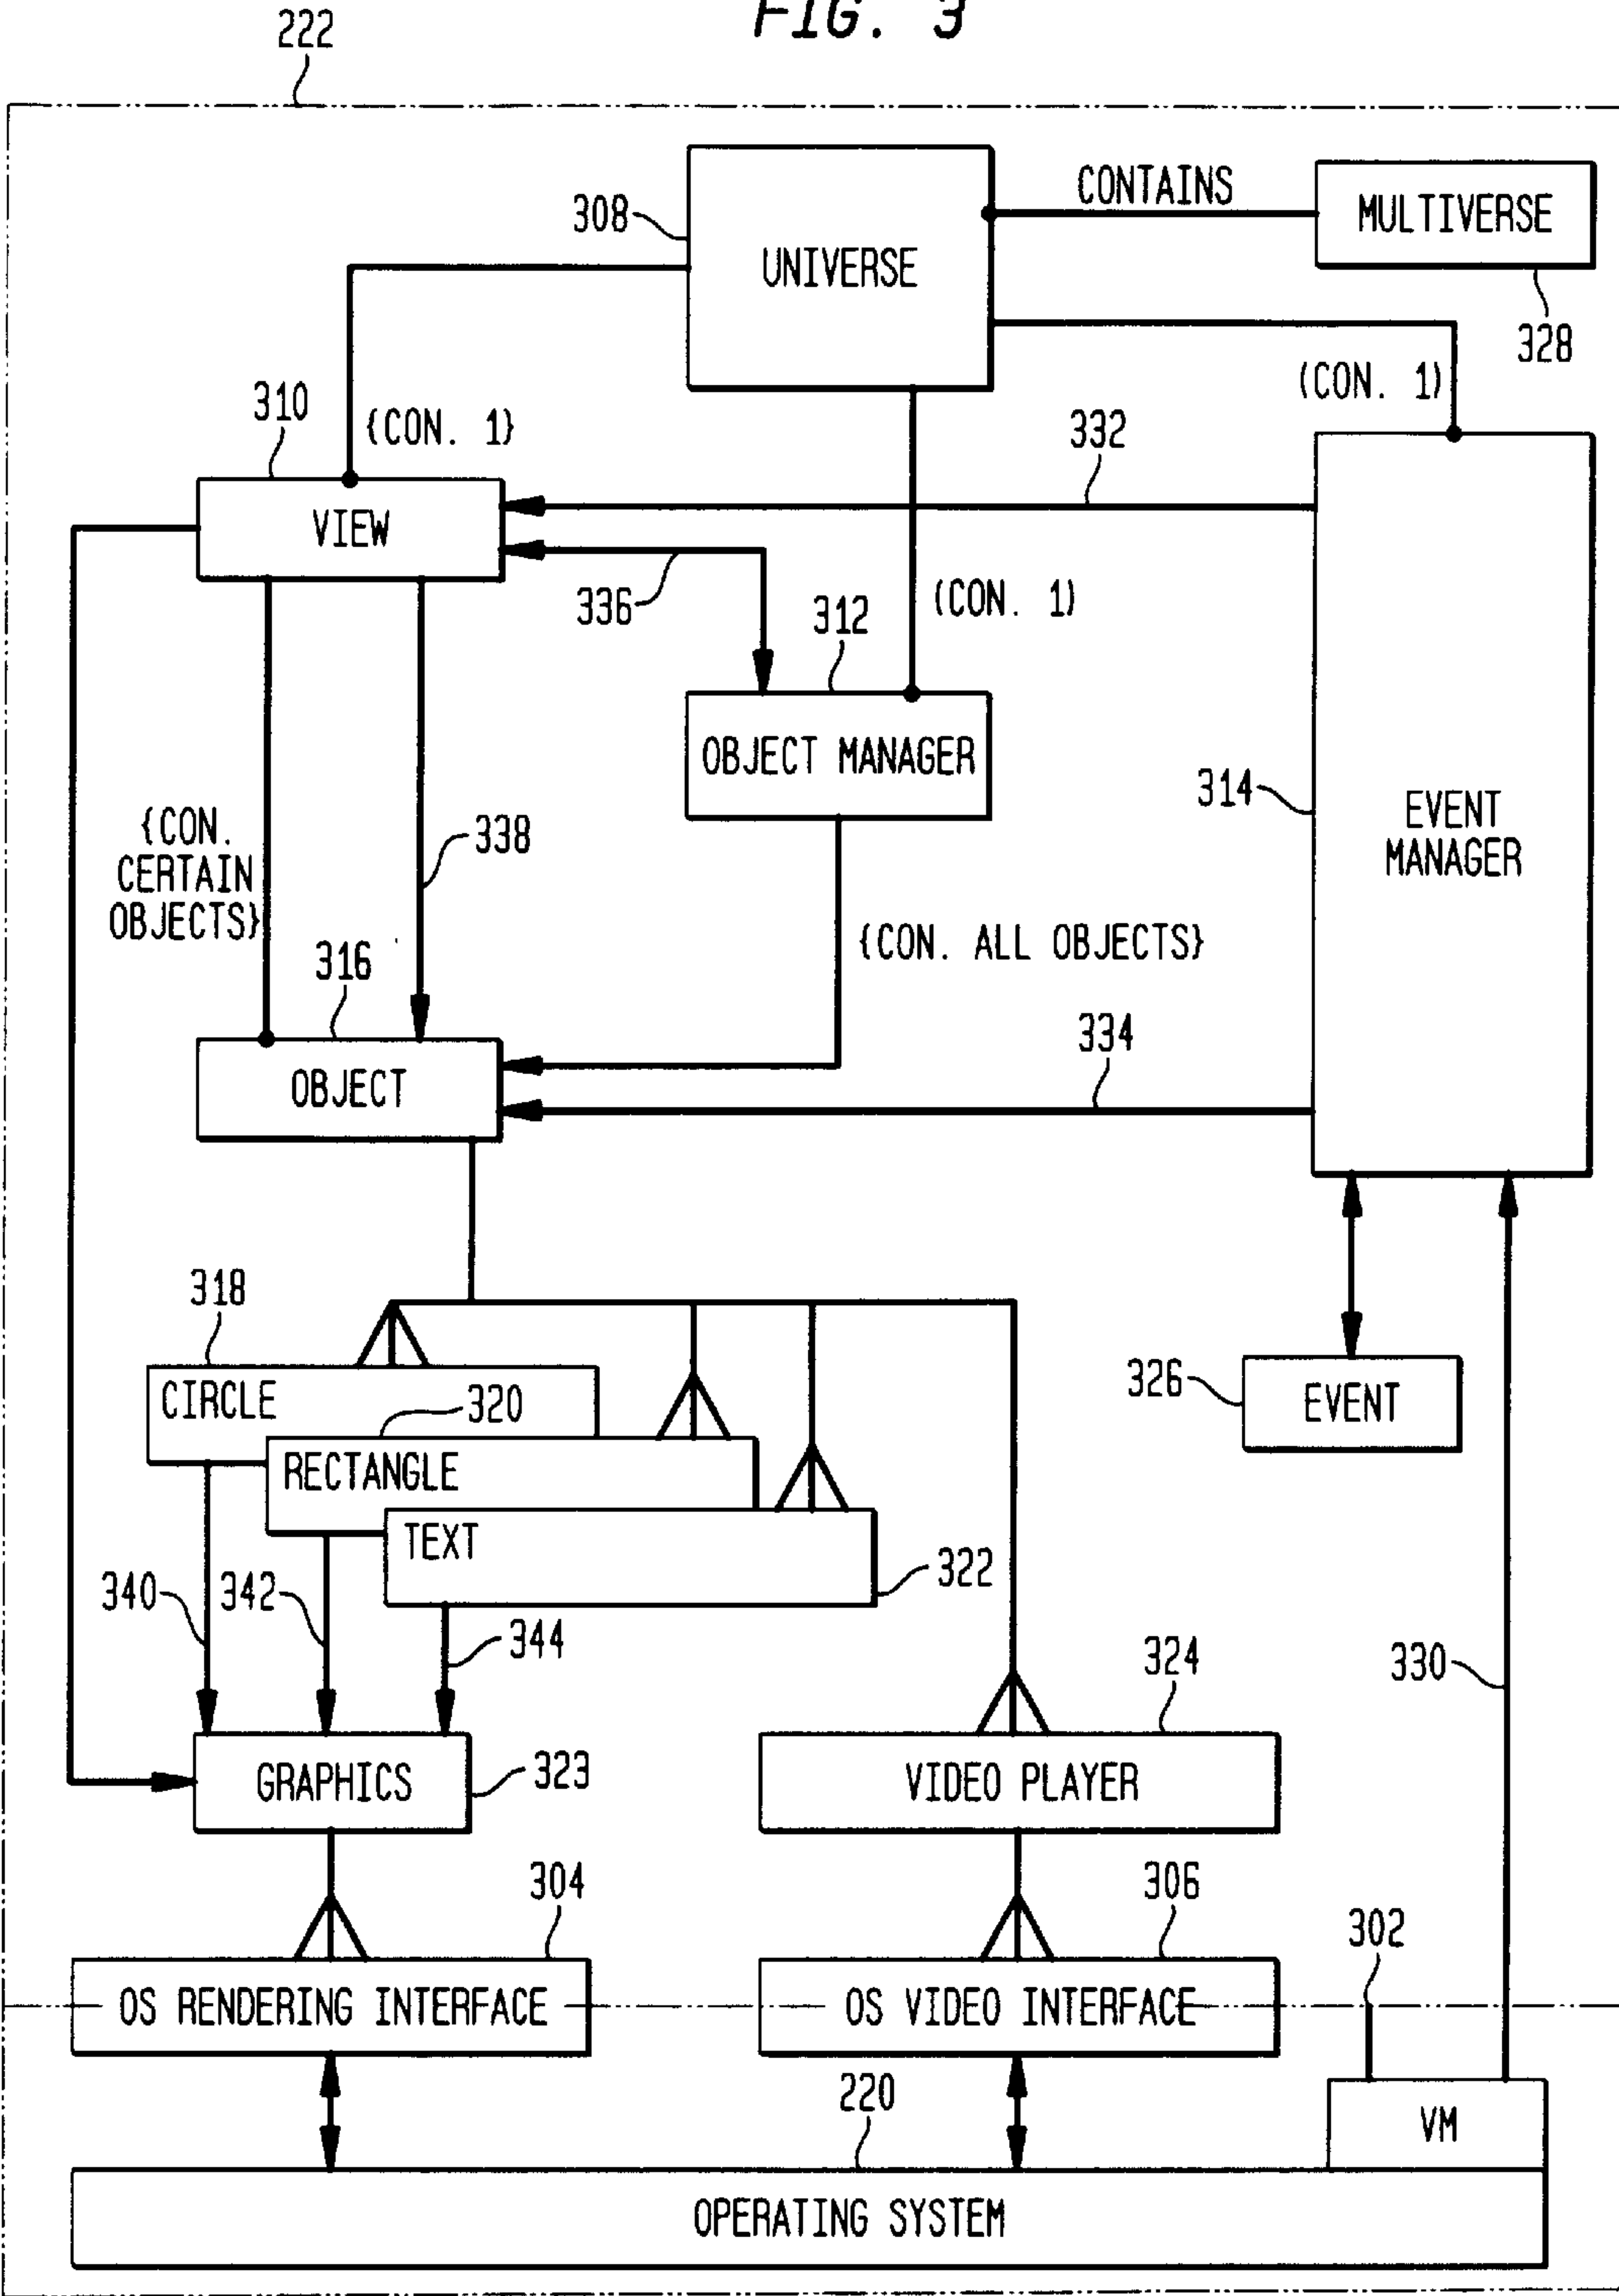 FIG. 3
222
308
UNIVERSE
CONTAINS
MULTIVERSE
328
310
{CON. 1}
(CON. 1)
332
VIEW
336
312
(CON. 1)
OBJECT MANAGER
314
EVENT
MANAGER
{CON.
CERTAIN
OBJECTS}
338
{CON. ALL OBJECTS}
316
334
OBJECT
318
CIRCLE
320
RECTANGLE
TEXT
322
326
EVENT
340
342
344
324
330
GRAPHICS
323
VIDEO PLAYER
304
306
302
OS RENDERING INTERFACE
OS VIDEO INTERFACE
220
VM
OPERATING SYSTEM